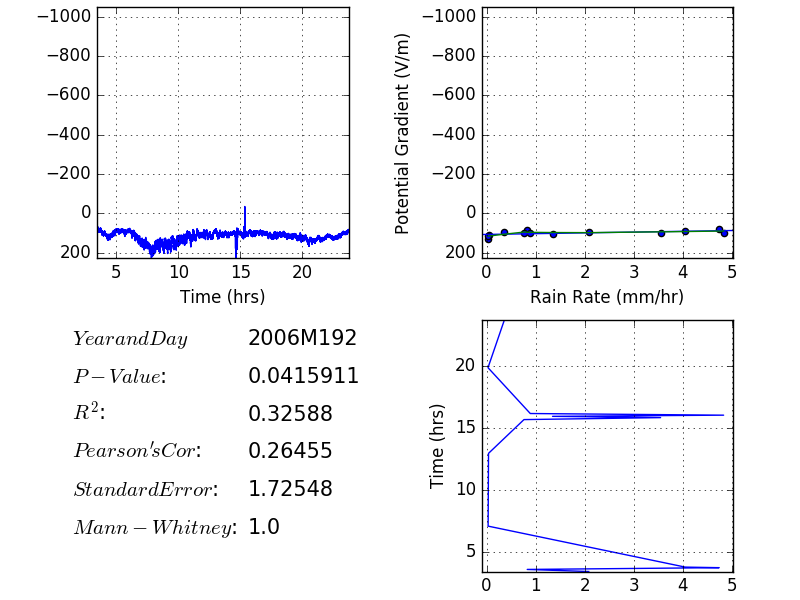 −1000
−800
−600
−400
−200
0
200
5 10 15 20
Time (hrs)
Potential Gradient (V/m)
−1000
−800
−600
−400
−200
0
200
0 1 2 3 4 5
Rain Rate (mm/hr)
YearandDay 2006M192
P − Value: 0.0415911
R²: 0.32588
Pearson'sCor: 0.26455
StandardError: 1.72548
Mann − Whitney: 1.0
Time (hrs)
20
15
10
5
0 1 2 3 4 5